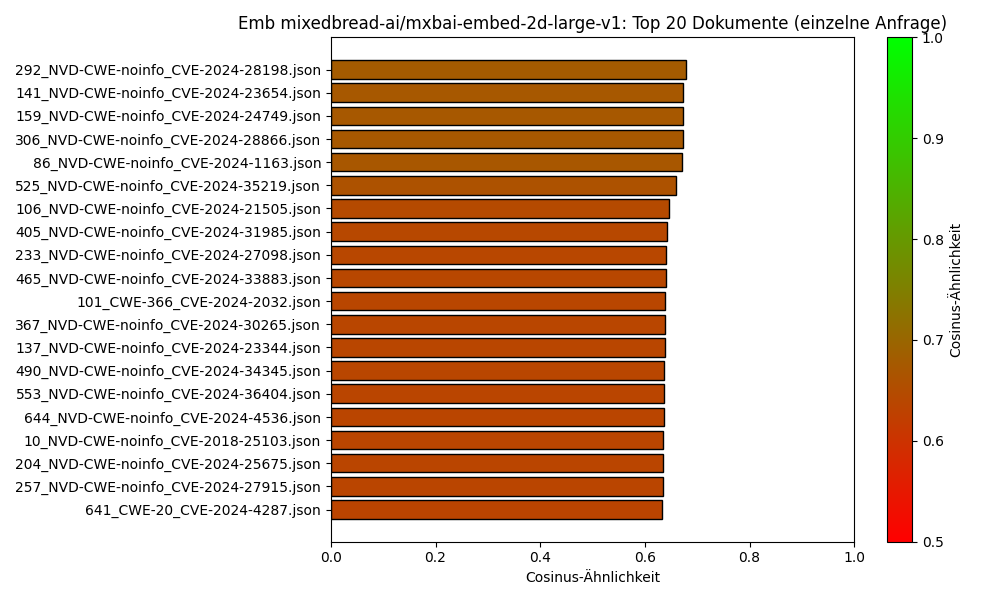 Emb mixedbread-ai/mxbai-embed-2d-large-v1: Top 20 Dokumente (einzelne Anfrage)
292_NVD-CWE-noinfo_CVE-2024-28198.json
141_NVD-CWE-noinfo_CVE-2024-23654.json
159_NVD-CWE-noinfo_CVE-2024-24749.json
306_NVD-CWE-noinfo_CVE-2024-28866.json
86_NVD-CWE-noinfo_CVE-2024-1163.json
525_NVD-CWE-noinfo_CVE-2024-35219.json
106_NVD-CWE-noinfo_CVE-2024-21505.json
405_NVD-CWE-noinfo_CVE-2024-31985.json
233_NVD-CWE-noinfo_CVE-2024-27098.json
465_NVD-CWE-noinfo_CVE-2024-33883.json
101_CWE-366_CVE-2024-2032.json
367_NVD-CWE-noinfo_CVE-2024-30265.json
137_NVD-CWE-noinfo_CVE-2024-23344.json
490_NVD-CWE-noinfo_CVE-2024-34345.json
553_NVD-CWE-noinfo_CVE-2024-36404.json
644_NVD-CWE-noinfo_CVE-2024-4536.json
10_NVD-CWE-noinfo_CVE-2018-25103.json
204_NVD-CWE-noinfo_CVE-2024-25675.json
257_NVD-CWE-noinfo_CVE-2024-27915.json
641_CWE-20_CVE-2024-4287.json
0.0 0.2 0.4 0.6 0.8 1.0
Cosinus-Ähnlichkeit
1.0
0.9
0.8
0.7
0.6
0.5
Cosinus-Ähnlichkeit